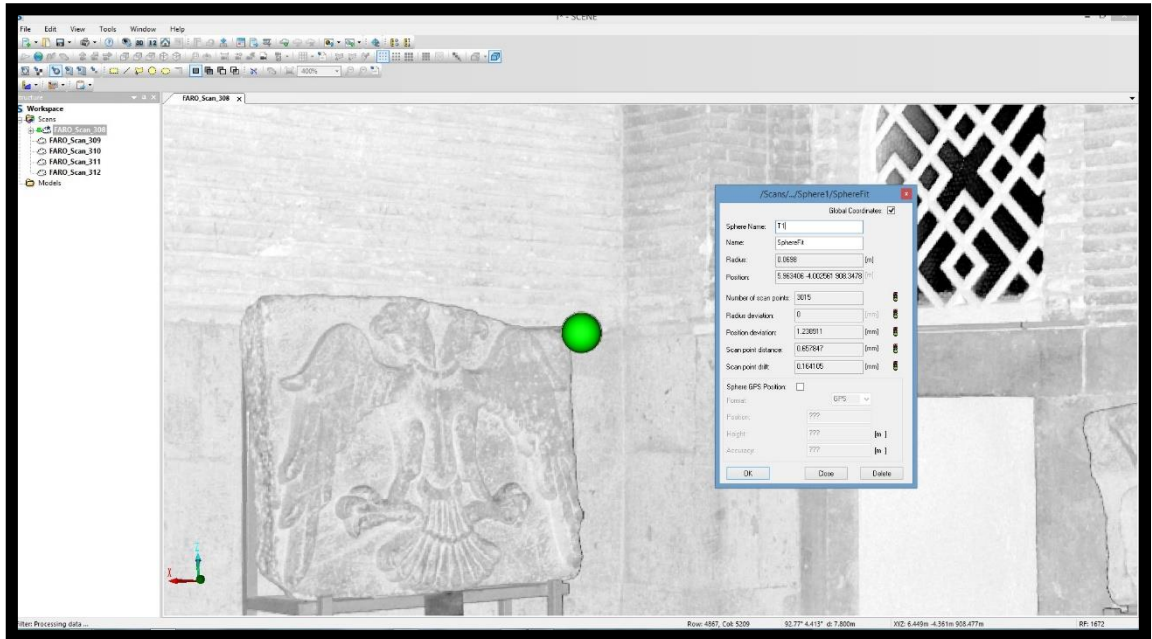 1* - SCENE
File Edit View Tools Window Help
400%
FARO_Scan_308 x
Workspace
Scans
FARO_Scan_308
FARO_Scan_309
FARO_Scan_310
FARO_Scan_311
FARO_Scan_312
Models
/Scans/.../Sphere1/SphereFit
Global Coordinates:
Sphere Name: T1
Name: SphereFit
Radius: 0.0698 [m]
Position: 5.963406 -4.002561 908.3478 [m]
Number of scan points: 3015
Radius deviation: 0 [mm]
Position deviation: 1.238911 [mm]
Scan point distance: 0.657847 [mm]
Scan point drift: 0.164105 [mm]
Sphere GPS Position:
Format: GPS
Position: ???
Height: ??? [m ]
Accuracy: ??? [m ]
OK Close Delete
Z
X
Filter: Processing data ...
Row: 4867, Col: 5209 92.77° 4.413° d: 7.800m XYZ: 6.449m -4.361m 908.477m RF: 1672